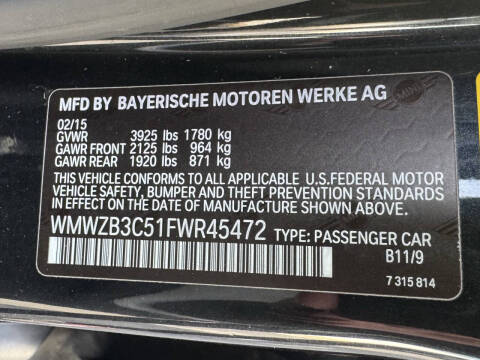 MINI
MFD BY BAYERISCHE MOTOREN WERKE AG
02/15
GVWR 3925 lbs 1780 kg
GAWR FRONT 2125 lbs 964 kg
GAWR REAR 1920 lbs 871 kg
THIS VEHICLE CONFORMS TO ALL APPLICABLE U.S.FEDERAL MOTOR
VEHICLE SAFETY, BUMPER AND THEFT PREVENTION STANDARDS
IN EFFECT ON THE DATE OF MANUFACTURE SHOWN ABOVE.
WMWZB3C51FWR45472 TYPE: PASSENGER CAR
B11/9
7 315 814